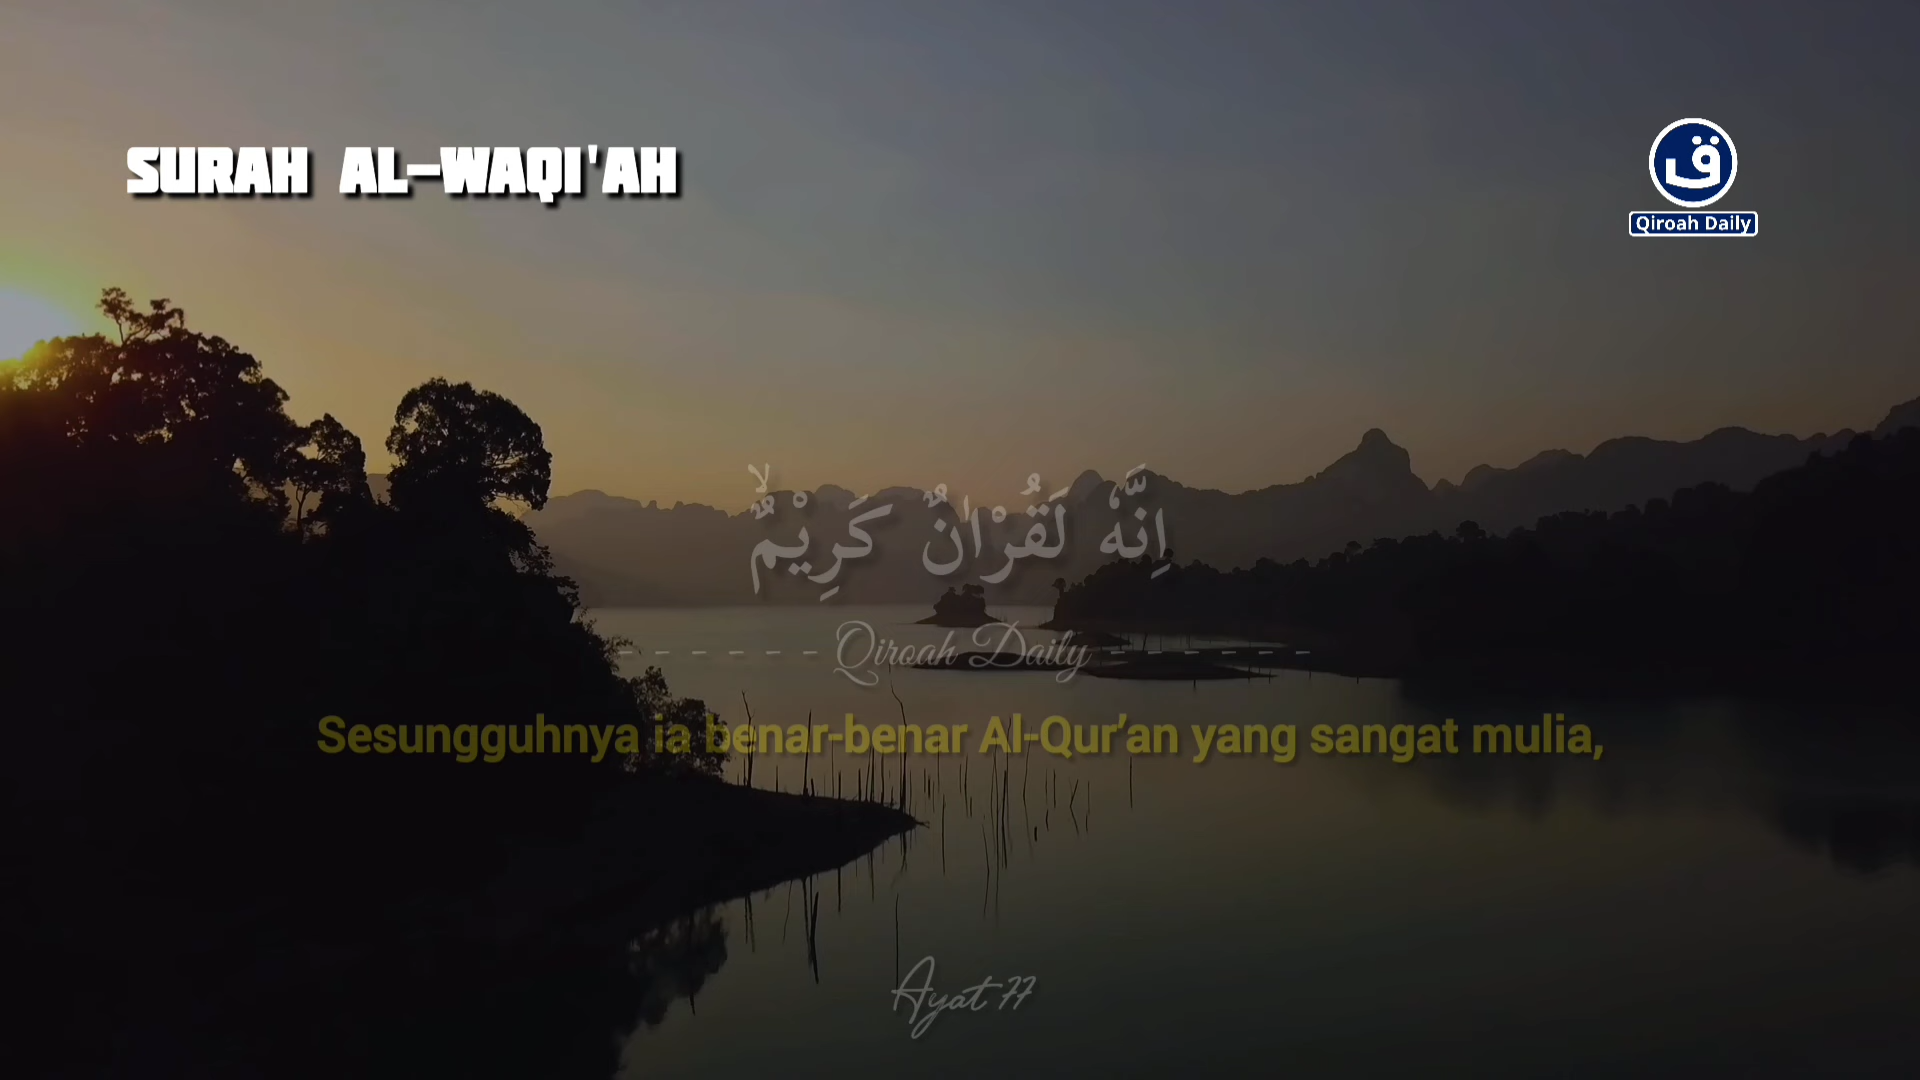 SURAH AL-WAQI'AH
ق
Qiroah Daily
اِنَّهٗ لَقُرْاٰنٌ كَرِيْمٌۙ
- - - - - - Qiroah Daily - - - - - -
Sesungguhnya ia benar-benar Al-Qur’an yang sangat mulia,
Ayat 77